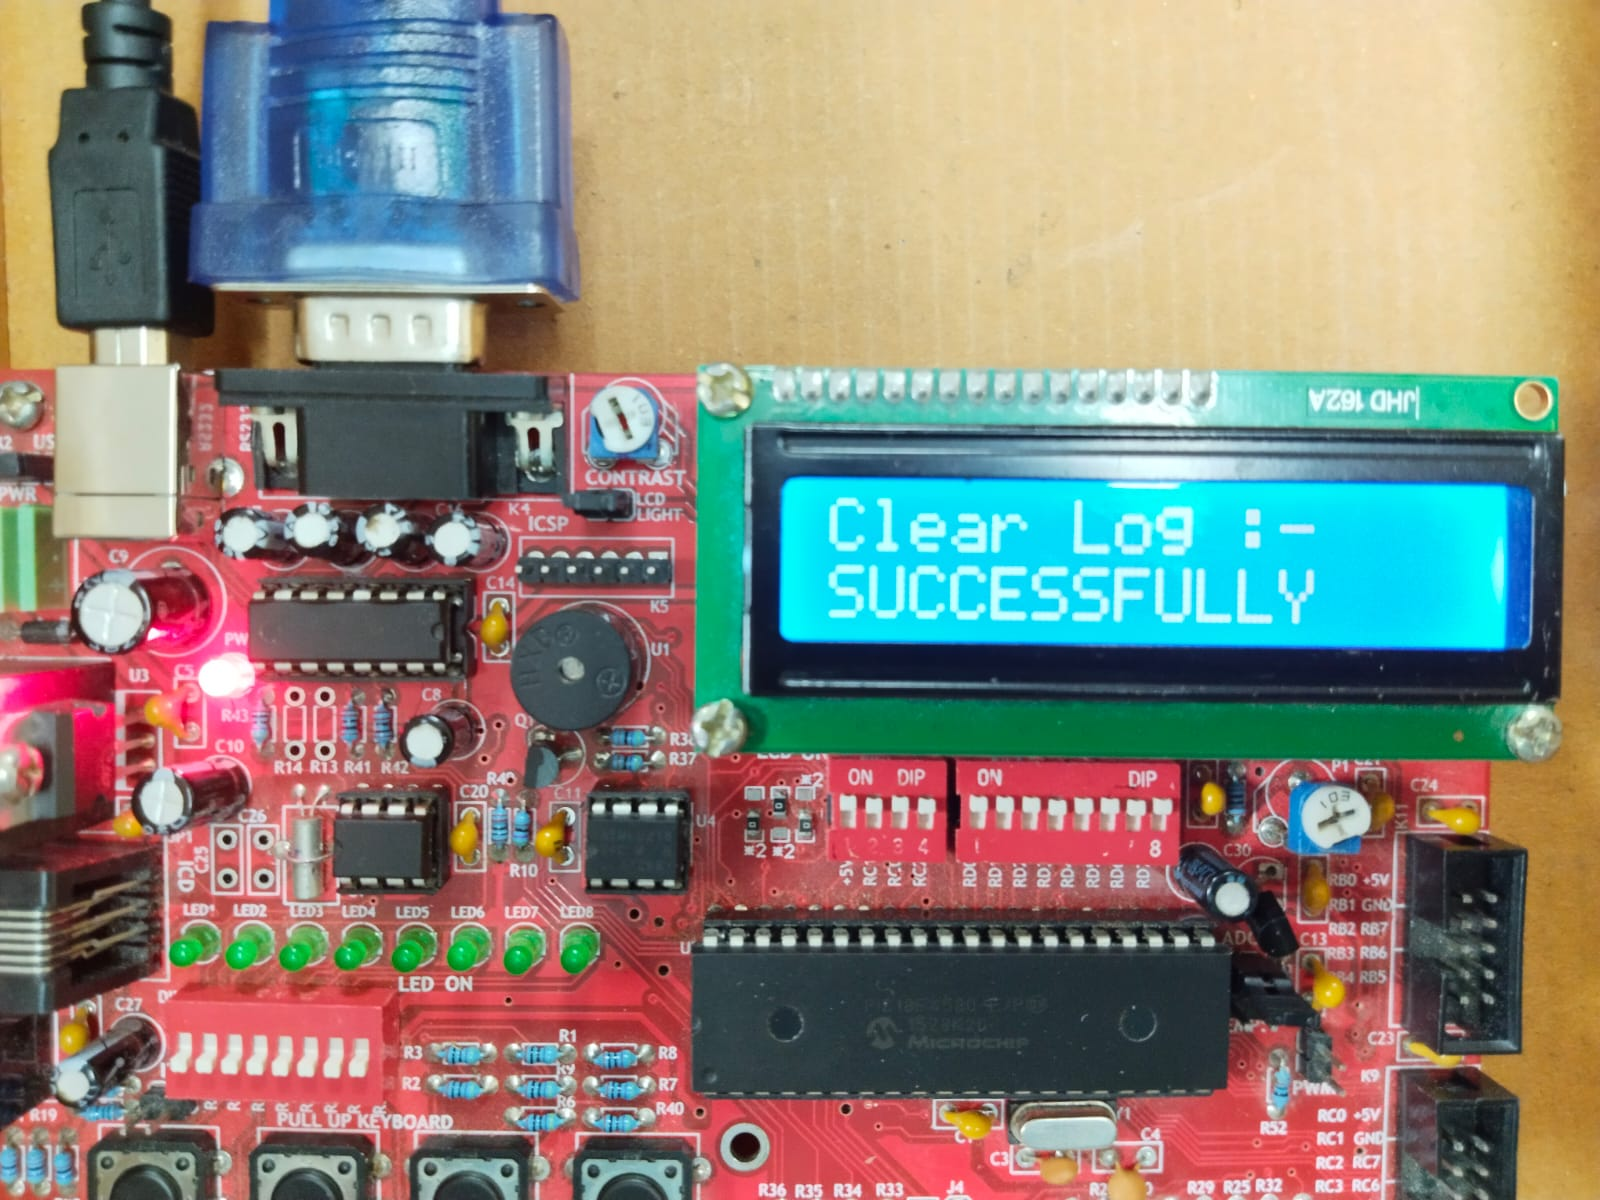 JHD 162A
CONTRAST
LCD
LIGHT
K4
ICSP
K5
Clear Log :-
SUCCESSFULLY
C9
C14
U1
U3
C5
R43
C8
C10
R14 R13 R41 R42
R37
C20
C11
U4
R10
C26
C25
ICD
ON DIP
ON DIP
8
+5V
P1
C24
K11
C30
RB0 +5V
RB1 GND
RB2 RB7
RB3 RB6
RB4 RB5
LED1 LED2 LED3 LED4 LED5 LED6 LED7 LED8
LED ON
C13
C27
MICROCHIP
R3 R1 R8
R2 R9 R7
R6 R40
C23
K9
R19
PULL UP KEYBOARD
R52
RC0 +5V
RC1 GND
RC2 RC7
RC3 RC6
C3
C4
R36 R35 R34 R33
J4
R29 R25 R32